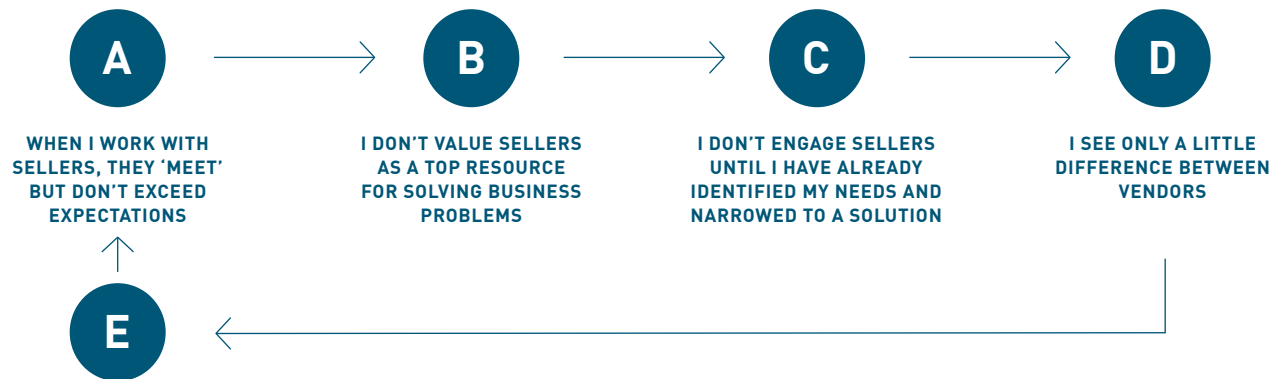 A
B
C
D
WHEN I WORK WITH
SELLERS, THEY ‘MEET’
BUT DON’T EXCEED
EXPECTATIONS
I DON’T VALUE SELLERS
AS A TOP RESOURCE
FOR SOLVING BUSINESS
PROBLEMS
I DON’T ENGAGE SELLERS
UNTIL I HAVE ALREADY
IDENTIFIED MY NEEDS AND
NARROWED TO A SOLUTION
I SEE ONLY A LITTLE
DIFFERENCE BETWEEN
VENDORS
E